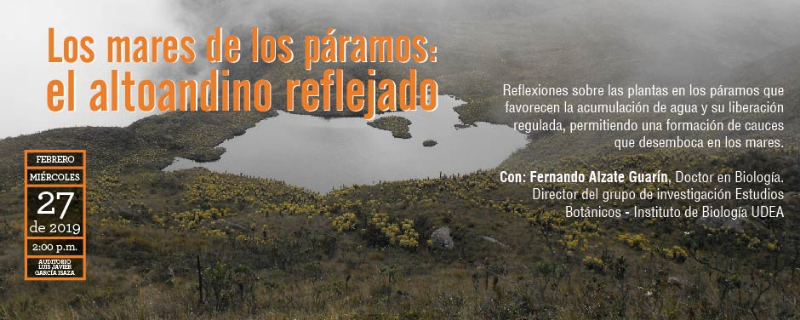 Los mares de los páramos:
el altoandino reflejado
Reflexiones sobre las plantas en los páramos que
favorecen la acumulación de agua y su liberación
regulada, permitiendo una formación de cauces
que desemboca en los mares.
Con: Fernando Alzate Guarín, Doctor en Biología.
Director del grupo de investigación Estudios
Botánicos - Instituto de Biología UDEA
FEBRERO
MIÉRCOLES
27
de 2019
2:00 p.m.
AUDITORIO
LUIS JAVIER
GARCÍA ISAZA